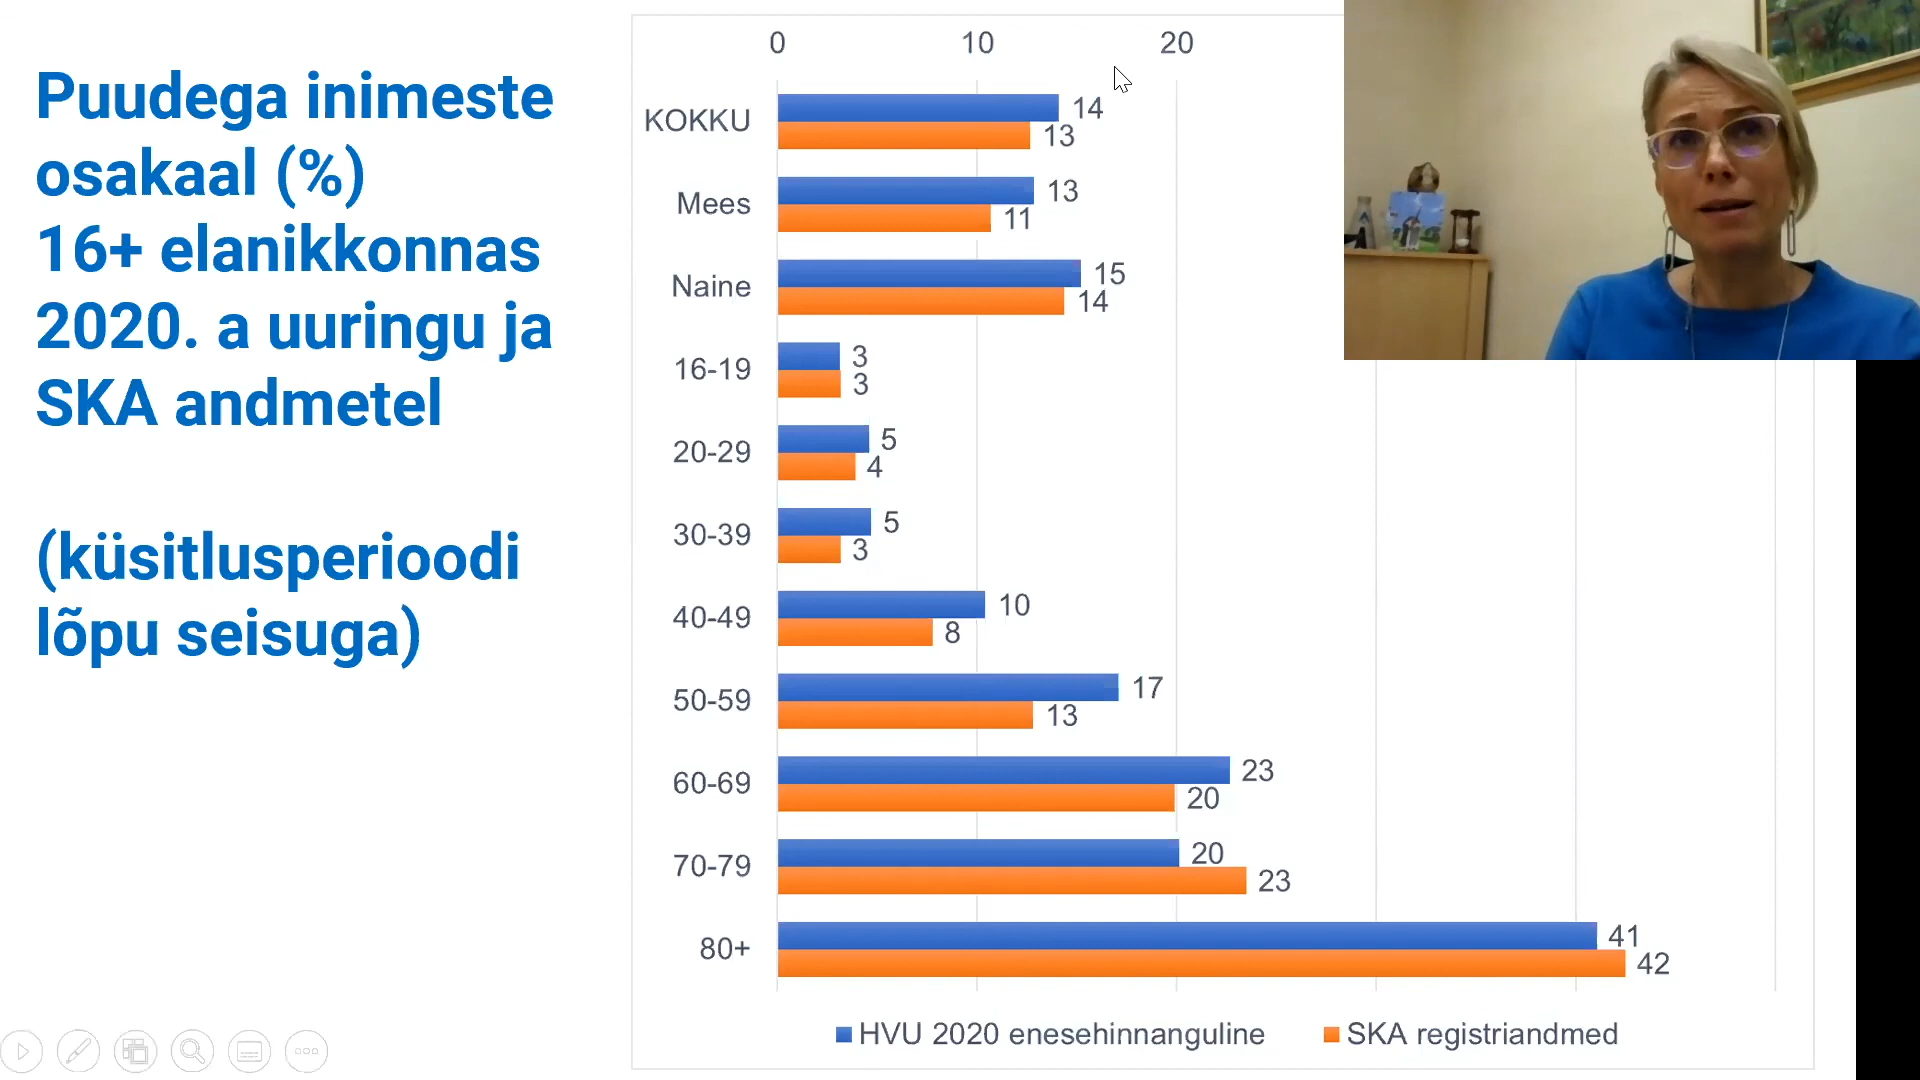 Puudega inimeste
osakaal (%)
16+ elanikkonnas
2020. a uuringu ja
SKA andmetel
(küsitlusperioodi
lõpu seisuga)
0 10 20
KOKKU 14
13
Mees 13
11
Naine 15
14
16-19 3
3
20-29 5
4
30-39 5
3
40-49 10
8
50-59 17
13
60-69 23
20
70-79 20
23
80+ 41
42
HVU 2020 enesehinnanguline SKA registriandmed